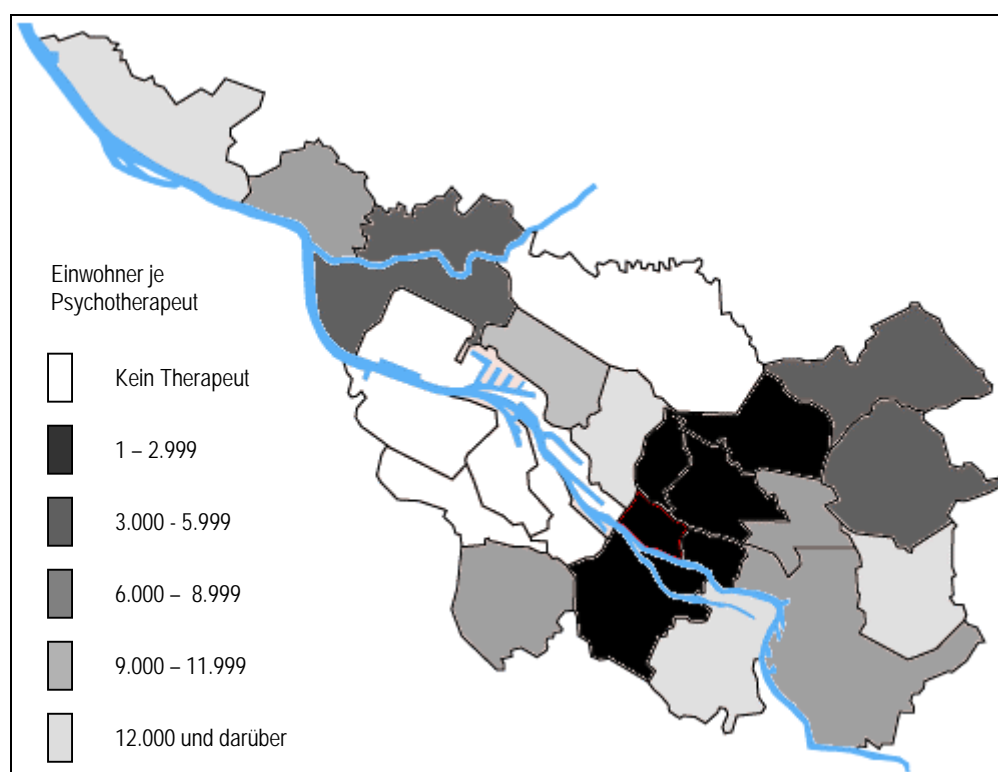 Einwohner je
Psychotherapeut
Kein Therapeut
1 – 2.999
3.000 - 5.999
6.000 – 8.999
9.000 – 11.999
12.000 und darüber